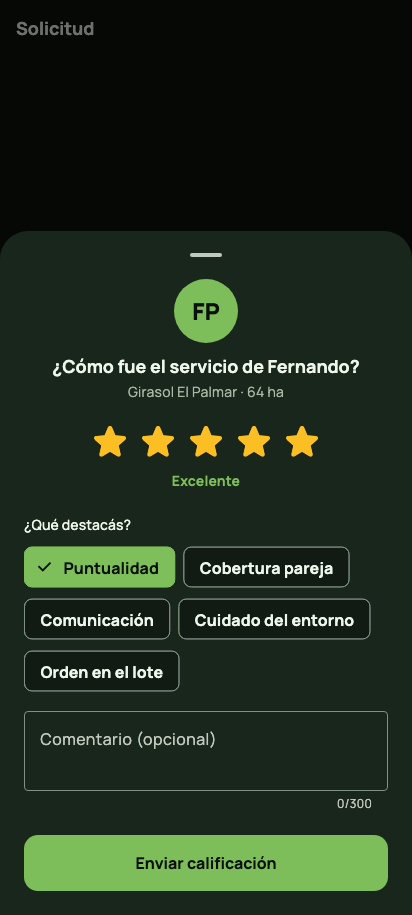 Solicitud
FP
¿Cómo fue el servicio de Fernando?
Girasol El Palmar · 64 ha
Excelente
¿Qué destacás?
Puntualidad
Cobertura pareja
Comunicación
Cuidado del entorno
Orden en el lote
Comentario (opcional)
0/300
Enviar calificación